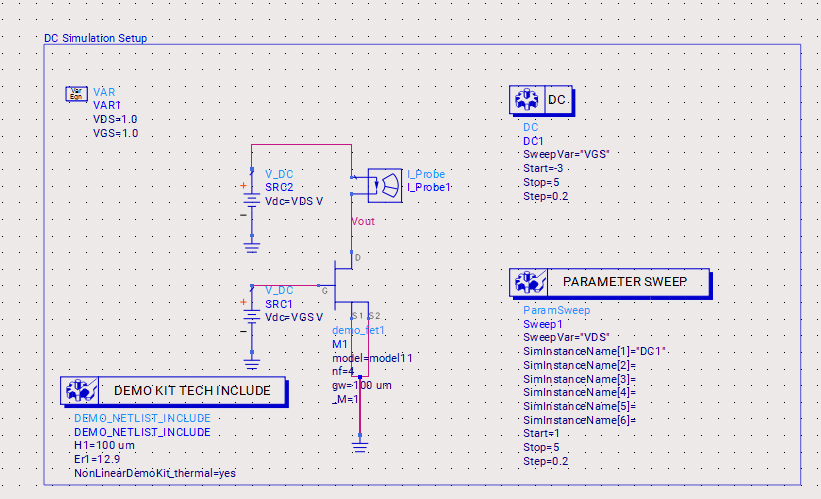 DC Simulation Setup
Var
Eqn
VAR
VAR1
VDS=1.0
VGS=1.0
DC
DC
DC1
SweepVar="VGS"
Start=-3
Stop=5
Step=0.2
+
V_DC
SRC2
Vdc=VDS V
-
I_Probe
I_Probe1
Vout
D
G
S1 S2
+
V_DC
SRC1
Vdc=VGS V
-
demo_fet1
M1
model=model11
nf=4
gw=100 um
_M=1
PARAMETER SWEEP
ParamSweep
Sweep1
SweepVar="VDS"
SimInstanceName[1]="DC1"
SimInstanceName[2]=
SimInstanceName[3]=
SimInstanceName[4]=
SimInstanceName[5]=
SimInstanceName[6]=
Start=1
Stop=5
Step=0.2
DEMO KIT TECH INCLUDE
DEMO_NETLIST_INCLUDE
DEMO_NETLIST_INCLUDE
H1=100 um
Er1=12.9
NonLinearDemoKit_thermal=yes